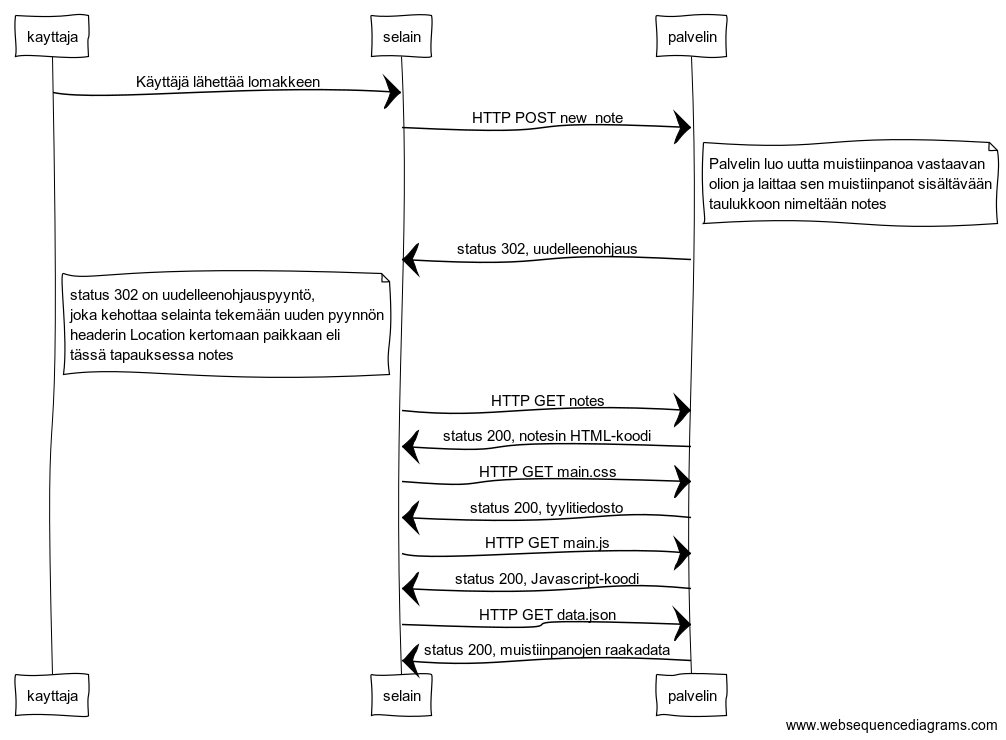 kayttaja
selain
palvelin
Käyttäjä lähettää lomakkeen
HTTP POST new_note
Palvelin luo uutta muistiinpanoa vastaavan
olion ja laittaa sen muistiinpanot sisältävään
taulukkoon nimeltään notes
status 302, uudelleenohjaus
status 302 on uudelleenohjauspyyntö,
joka kehottaa selainta tekemään uuden pyynnön
headerin Location kertomaan paikkaan eli
tässä tapauksessa notes
HTTP GET notes
status 200, notesin HTML-koodi
HTTP GET main.css
status 200, tyylitiedosto
HTTP GET main.js
status 200, Javascript-koodi
HTTP GET data.json
status 200, muistiinpanojen raakadata
kayttaja
selain
palvelin
www.websequencediagrams.com